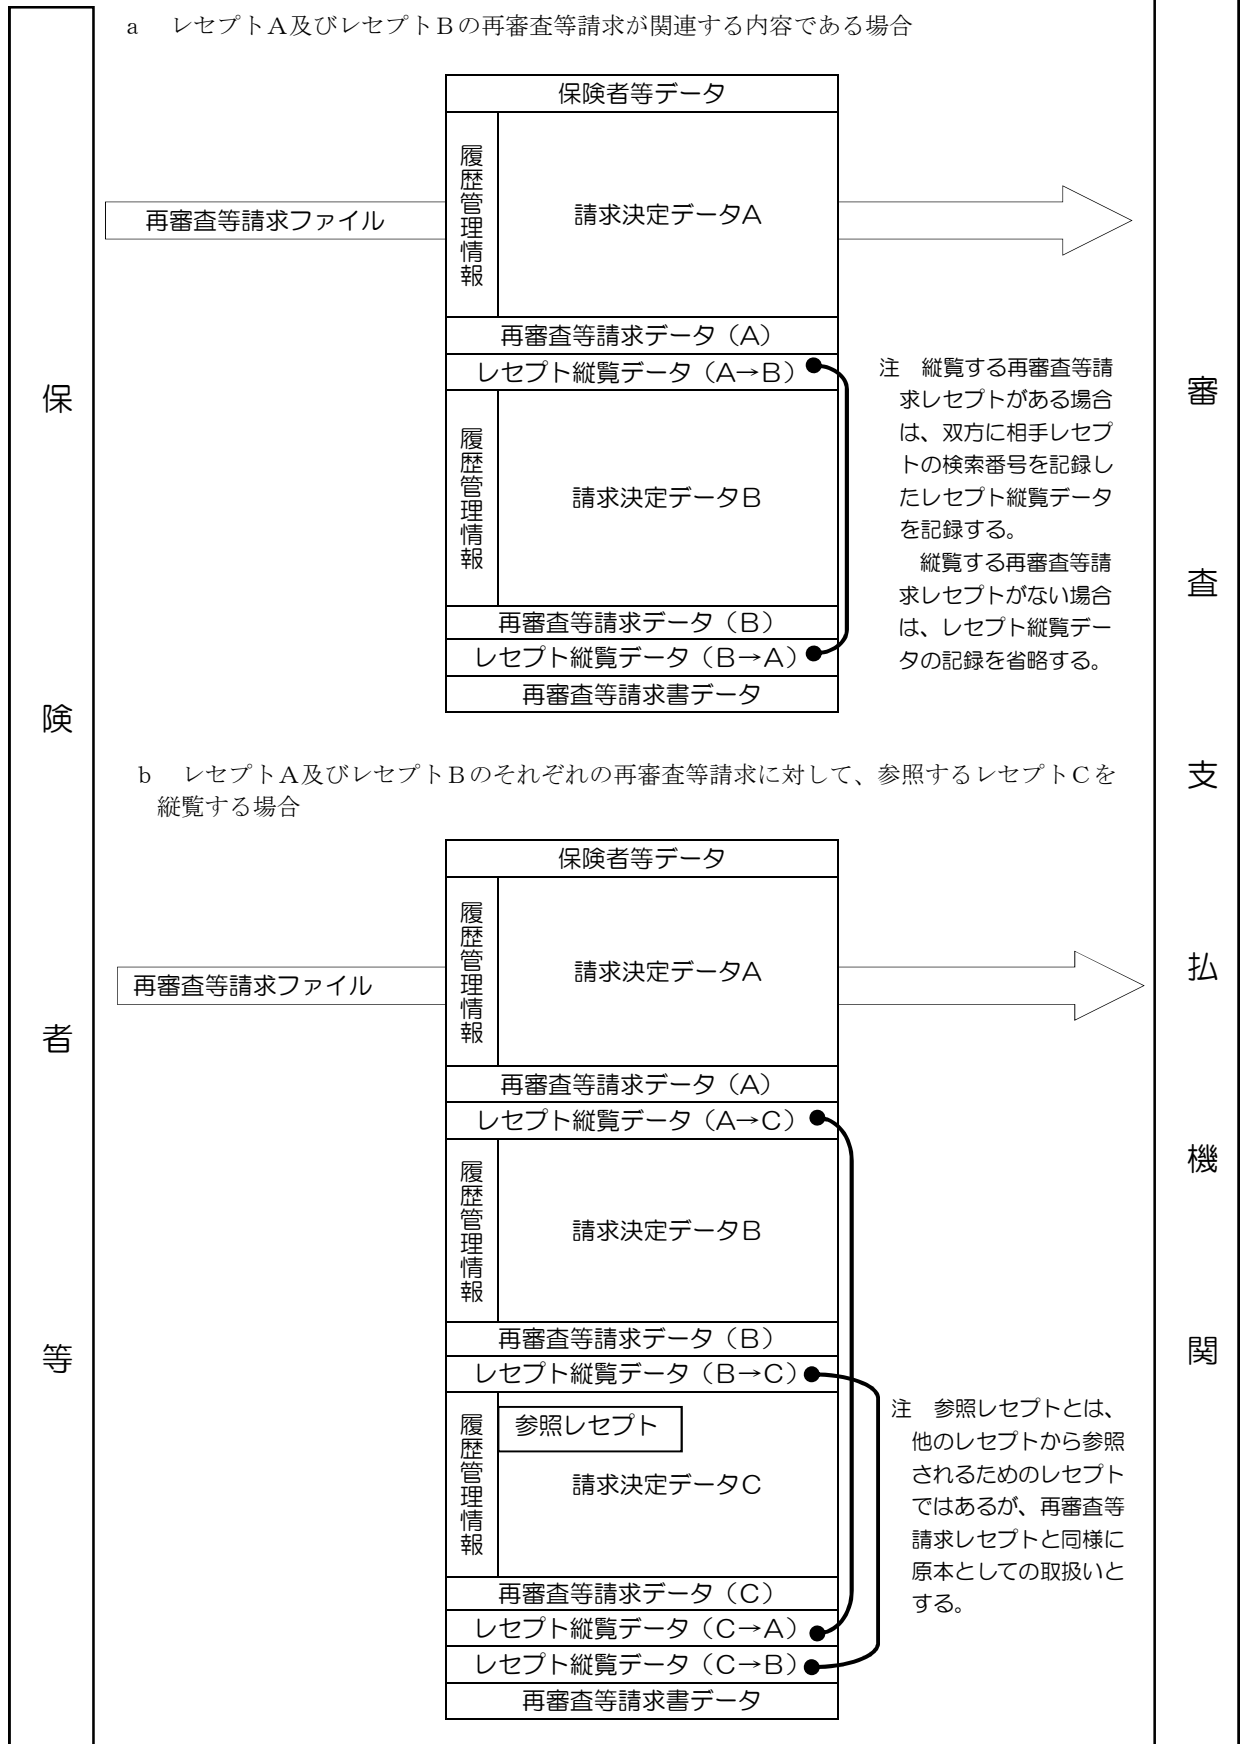 a　レセプトA及びレセプトBの再審査等請求が関連する内容である場合
保険者等
保険者等データ
履歴管理情報
請求決定データA
再審査等請求ファイル
再審査等請求データ（A）
レセプト縦覧データ（A→B）
履歴管理情報
請求決定データB
再審査等請求データ（B）
レセプト縦覧データ（B→A）
再審査等請求書データ
注　縦覧する再審査等請
求レセプトがある場合
は、双方に相手レセプ
トの検索番号を記録し
たレセプト縦覧データ
を記録する。
縦覧する再審査等請
求レセプトがない場合
は、レセプト縦覧デー
タの記録を省略する。
審査支払機関
b　レセプトA及びレセプトBのそれぞれの再審査等請求に対して、参照するレセプトCを
縦覧する場合
保険者等データ
履歴管理情報
請求決定データA
再審査等請求ファイル
再審査等請求データ（A）
レセプト縦覧データ（A→C）
履歴管理情報
請求決定データB
再審査等請求データ（B）
レセプト縦覧データ（B→C）
履歴管理情報
参照レセプト
請求決定データC
再審査等請求データ（C）
レセプト縦覧データ（C→A）
レセプト縦覧データ（C→B）
再審査等請求書データ
注　参照レセプトとは、
他のレセプトから参照
されるためのレセプト
ではあるが、再審査等
請求レセプトと同様に
原本としての取扱いと
する。